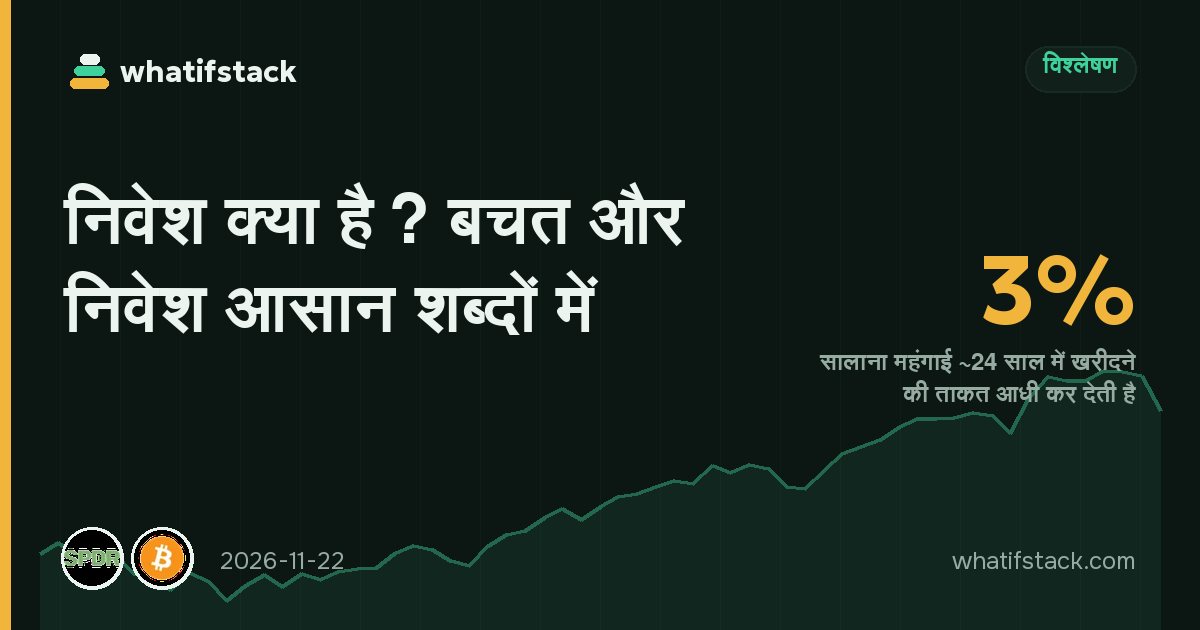 whatifstack
विश्लेषण
निवेश क्या है ? बचत और
निवेश आसान शब्दों में
3%
सालाना महंगाई ~24 साल में खरीदने
की ताकत आधी कर देती है
SPDR
2026-11-22
whatifstack.com